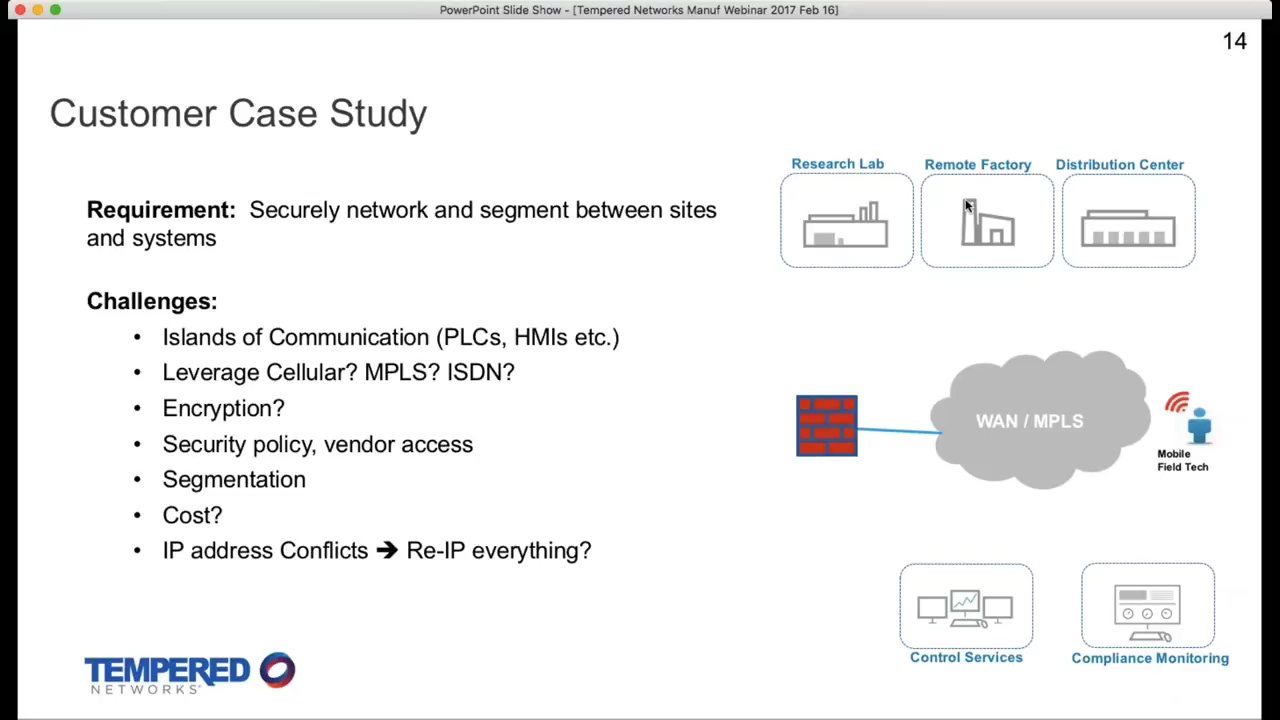 PowerPoint Slide Show - [Tempered Networks Manuf Webinar 2017 Feb 16]
14
Customer Case Study
Requirement: Securely network and segment between sites
and systems
Challenges:
• Islands of Communication (PLCs, HMIs etc.)
• Leverage Cellular? MPLS? ISDN?
• Encryption?
• Security policy, vendor access
• Segmentation
• Cost?
• IP address Conflicts ➔ Re-IP everything?
Research Lab
Remote Factory
Distribution Center
WAN / MPLS
Mobile
Field Tech
Control Services
Compliance Monitoring
TEMPERED
NETWORKS